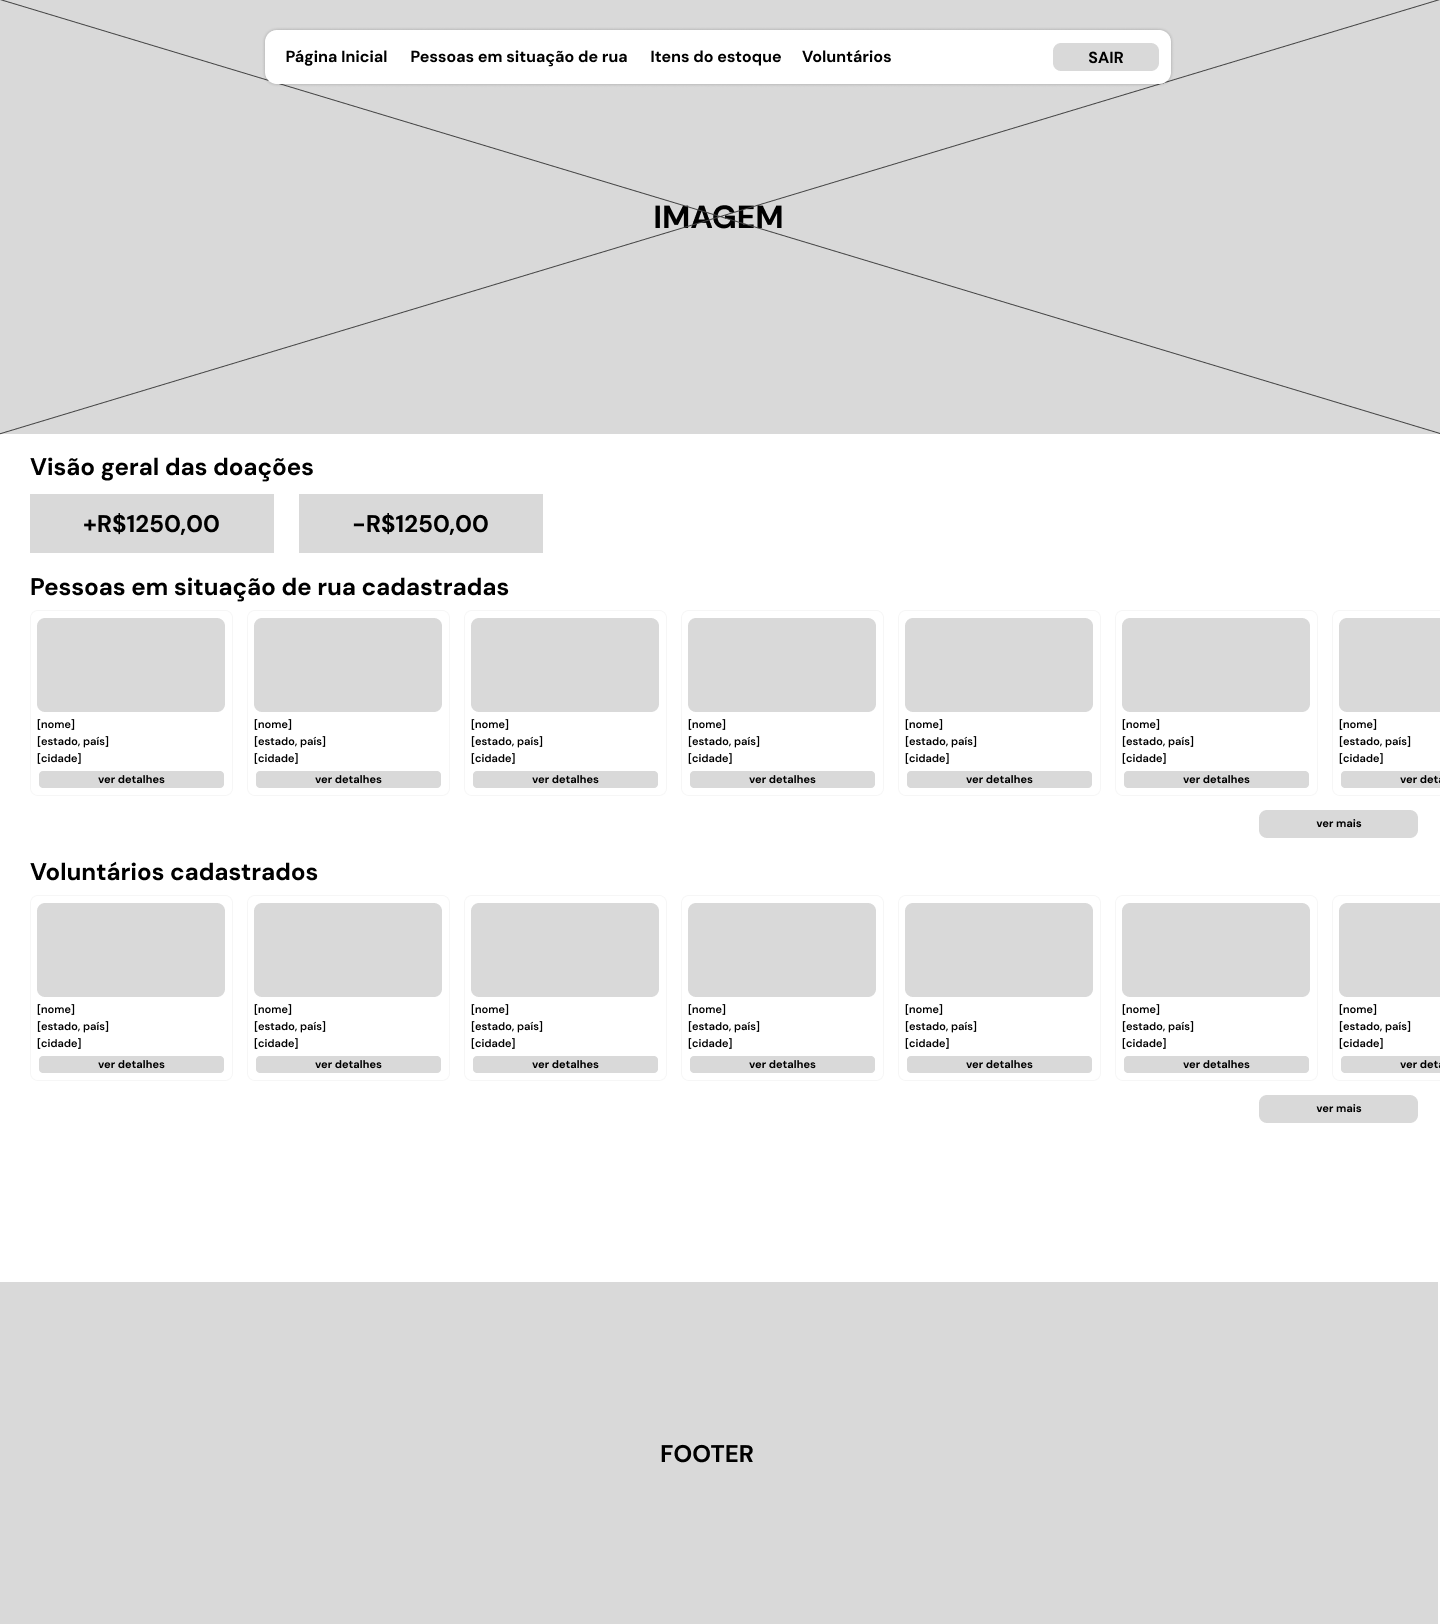 Página Inicial Pessoas em situação de rua Itens do estoque Voluntários SAIR
IMAGEM
Visão geral das doações
+R$1250,00 -R$1250,00
Pessoas em situação de rua cadastradas
[nome] [nome] [nome] [nome] [nome] [nome] [nome]
[estado, país] [estado, país] [estado, país] [estado, país] [estado, país] [estado, país] [estado, país]
[cidade] [cidade] [cidade] [cidade] [cidade] [cidade] [cidade]
ver detalhes ver detalhes ver detalhes ver detalhes ver detalhes ver detalhes ver deta
ver mais
Voluntários cadastrados
[nome] [nome] [nome] [nome] [nome] [nome] [nome]
[estado, país] [estado, país] [estado, país] [estado, país] [estado, país] [estado, país] [estado, país]
[cidade] [cidade] [cidade] [cidade] [cidade] [cidade] [cidade]
ver detalhes ver detalhes ver detalhes ver detalhes ver detalhes ver detalhes ver deta
ver mais
FOOTER